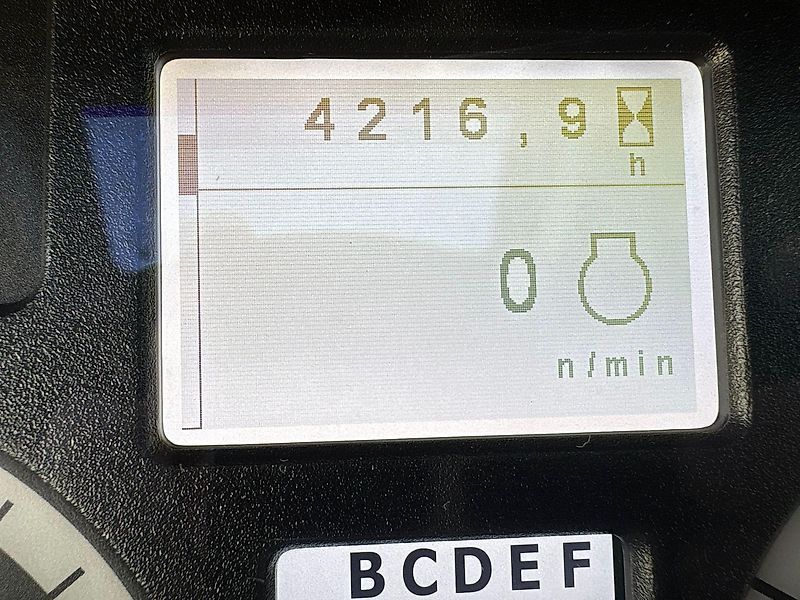 4216,9
h
0
n/min
BCDEF